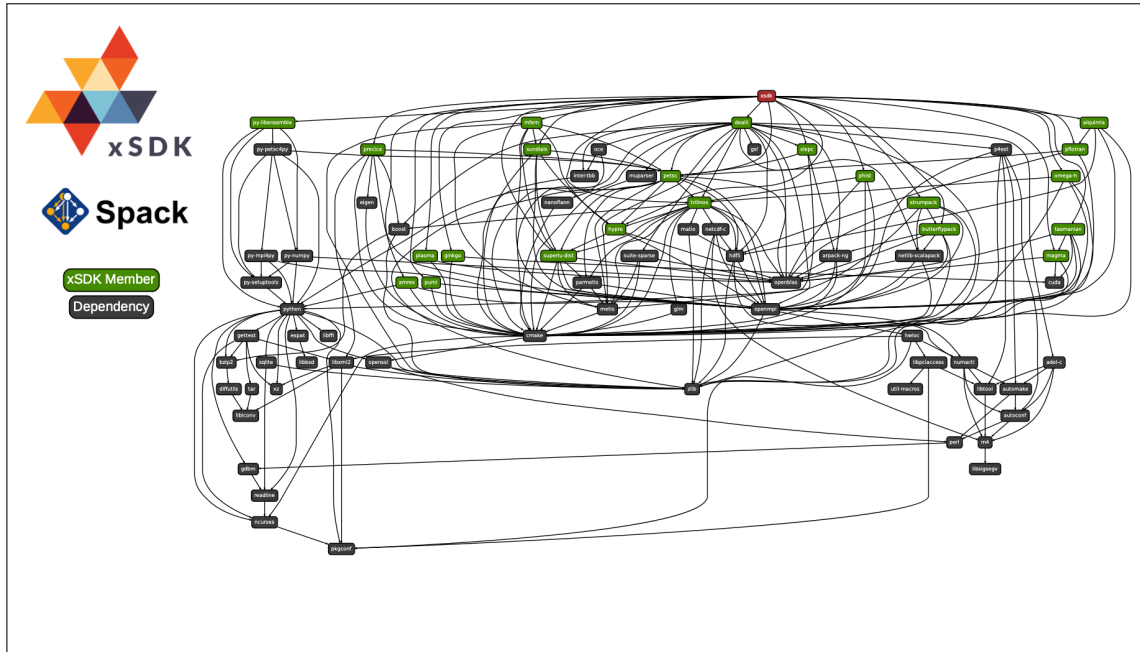 xSDK
Spack
xSDK Member
Dependency
xsdk
py-libensemble
mfem
dealii
alquimia
py-petsc4py
precice
sundials
oce
gsl
slepc
p4est
pflotran
intel-tbb
muparser
petsc
phist
omega-h
eigen
nanoflann
trilinos
strumpack
boost
hypre
matio
netcdf-c
butterflypack
tasmanian
py-mpi4py
py-numpy
plasma
ginkgo
superlu-dist
suite-sparse
hdf5
arpack-ng
netlib-scalapack
magma
py-setuptools
amrex
pumi
parmetis
openblas
cuda
python
metis
glm
openmpi
gettext
expat
libffi
cmake
hwloc
bzip2
sqlite
libbsd
libxml2
openssl
libpciaccess
numactl
adol-c
diffutils
tar
xz
zlib
util-macros
libtool
automake
libiconv
autoconf
perl
m4
gdbm
libsigsegv
readline
ncurses
pkgconf